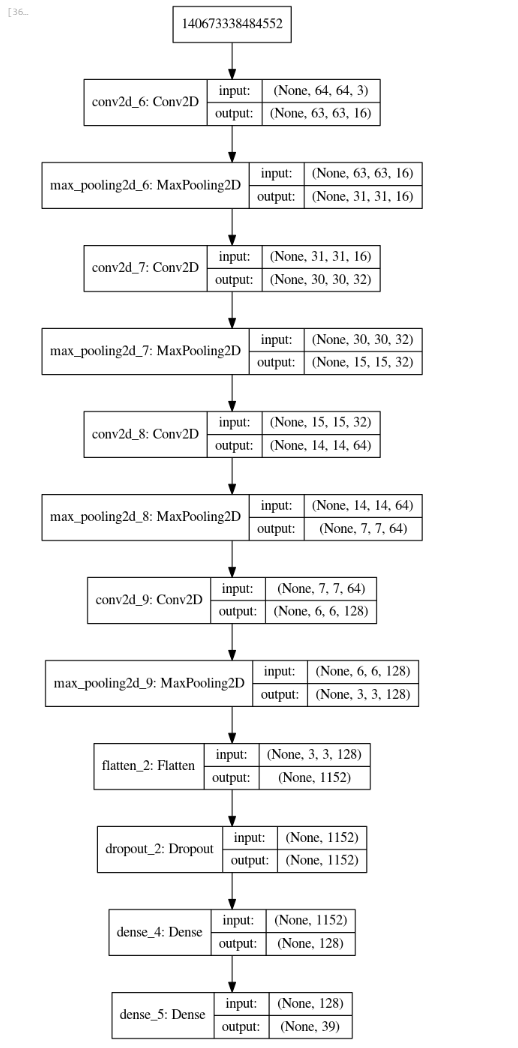 [36...
140673338484552
conv2d_6: Conv2D
input: (None, 64, 64, 3)
output: (None, 63, 63, 16)
max_pooling2d_6: MaxPooling2D
input: (None, 63, 63, 16)
output: (None, 31, 31, 16)
conv2d_7: Conv2D
input: (None, 31, 31, 16)
output: (None, 30, 30, 32)
max_pooling2d_7: MaxPooling2D
input: (None, 30, 30, 32)
output: (None, 15, 15, 32)
conv2d_8: Conv2D
input: (None, 15, 15, 32)
output: (None, 14, 14, 64)
max_pooling2d_8: MaxPooling2D
input: (None, 14, 14, 64)
output: (None, 7, 7, 64)
conv2d_9: Conv2D
input: (None, 7, 7, 64)
output: (None, 6, 6, 128)
max_pooling2d_9: MaxPooling2D
input: (None, 6, 6, 128)
output: (None, 3, 3, 128)
flatten_2: Flatten
input: (None, 3, 3, 128)
output: (None, 1152)
dropout_2: Dropout
input: (None, 1152)
output: (None, 1152)
dense_4: Dense
input: (None, 1152)
output: (None, 128)
dense_5: Dense
input: (None, 128)
output: (None, 39)